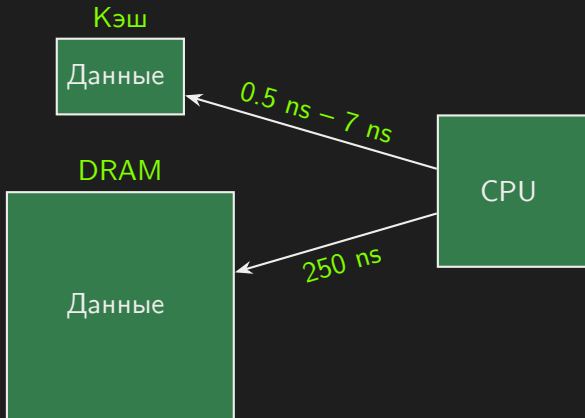 Кэш
Данные
0.5 ns – 7 ns
DRAM
CPU
250 ns
Данные